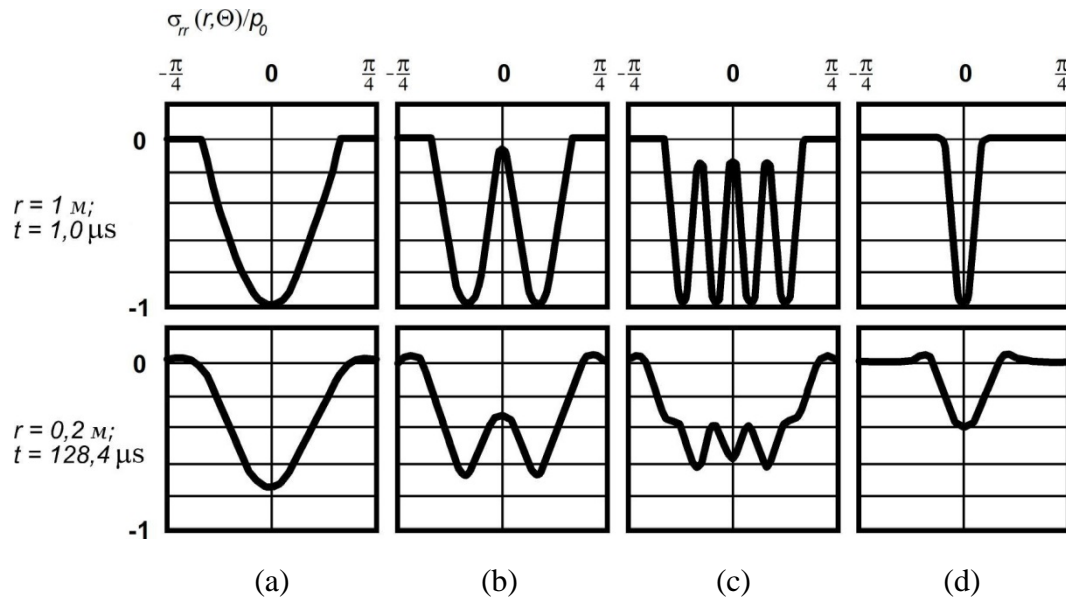 σrr (r,Θ)/p0
-π/4 0 π/4 -π/4 0 π/4 -π/4 0 π/4 -π/4 0 π/4
0
r = 1 м;
t = 1,0 μs
-1
0
r = 0,2 м;
t = 128,4 μs
-1
(a) (b) (c) (d)